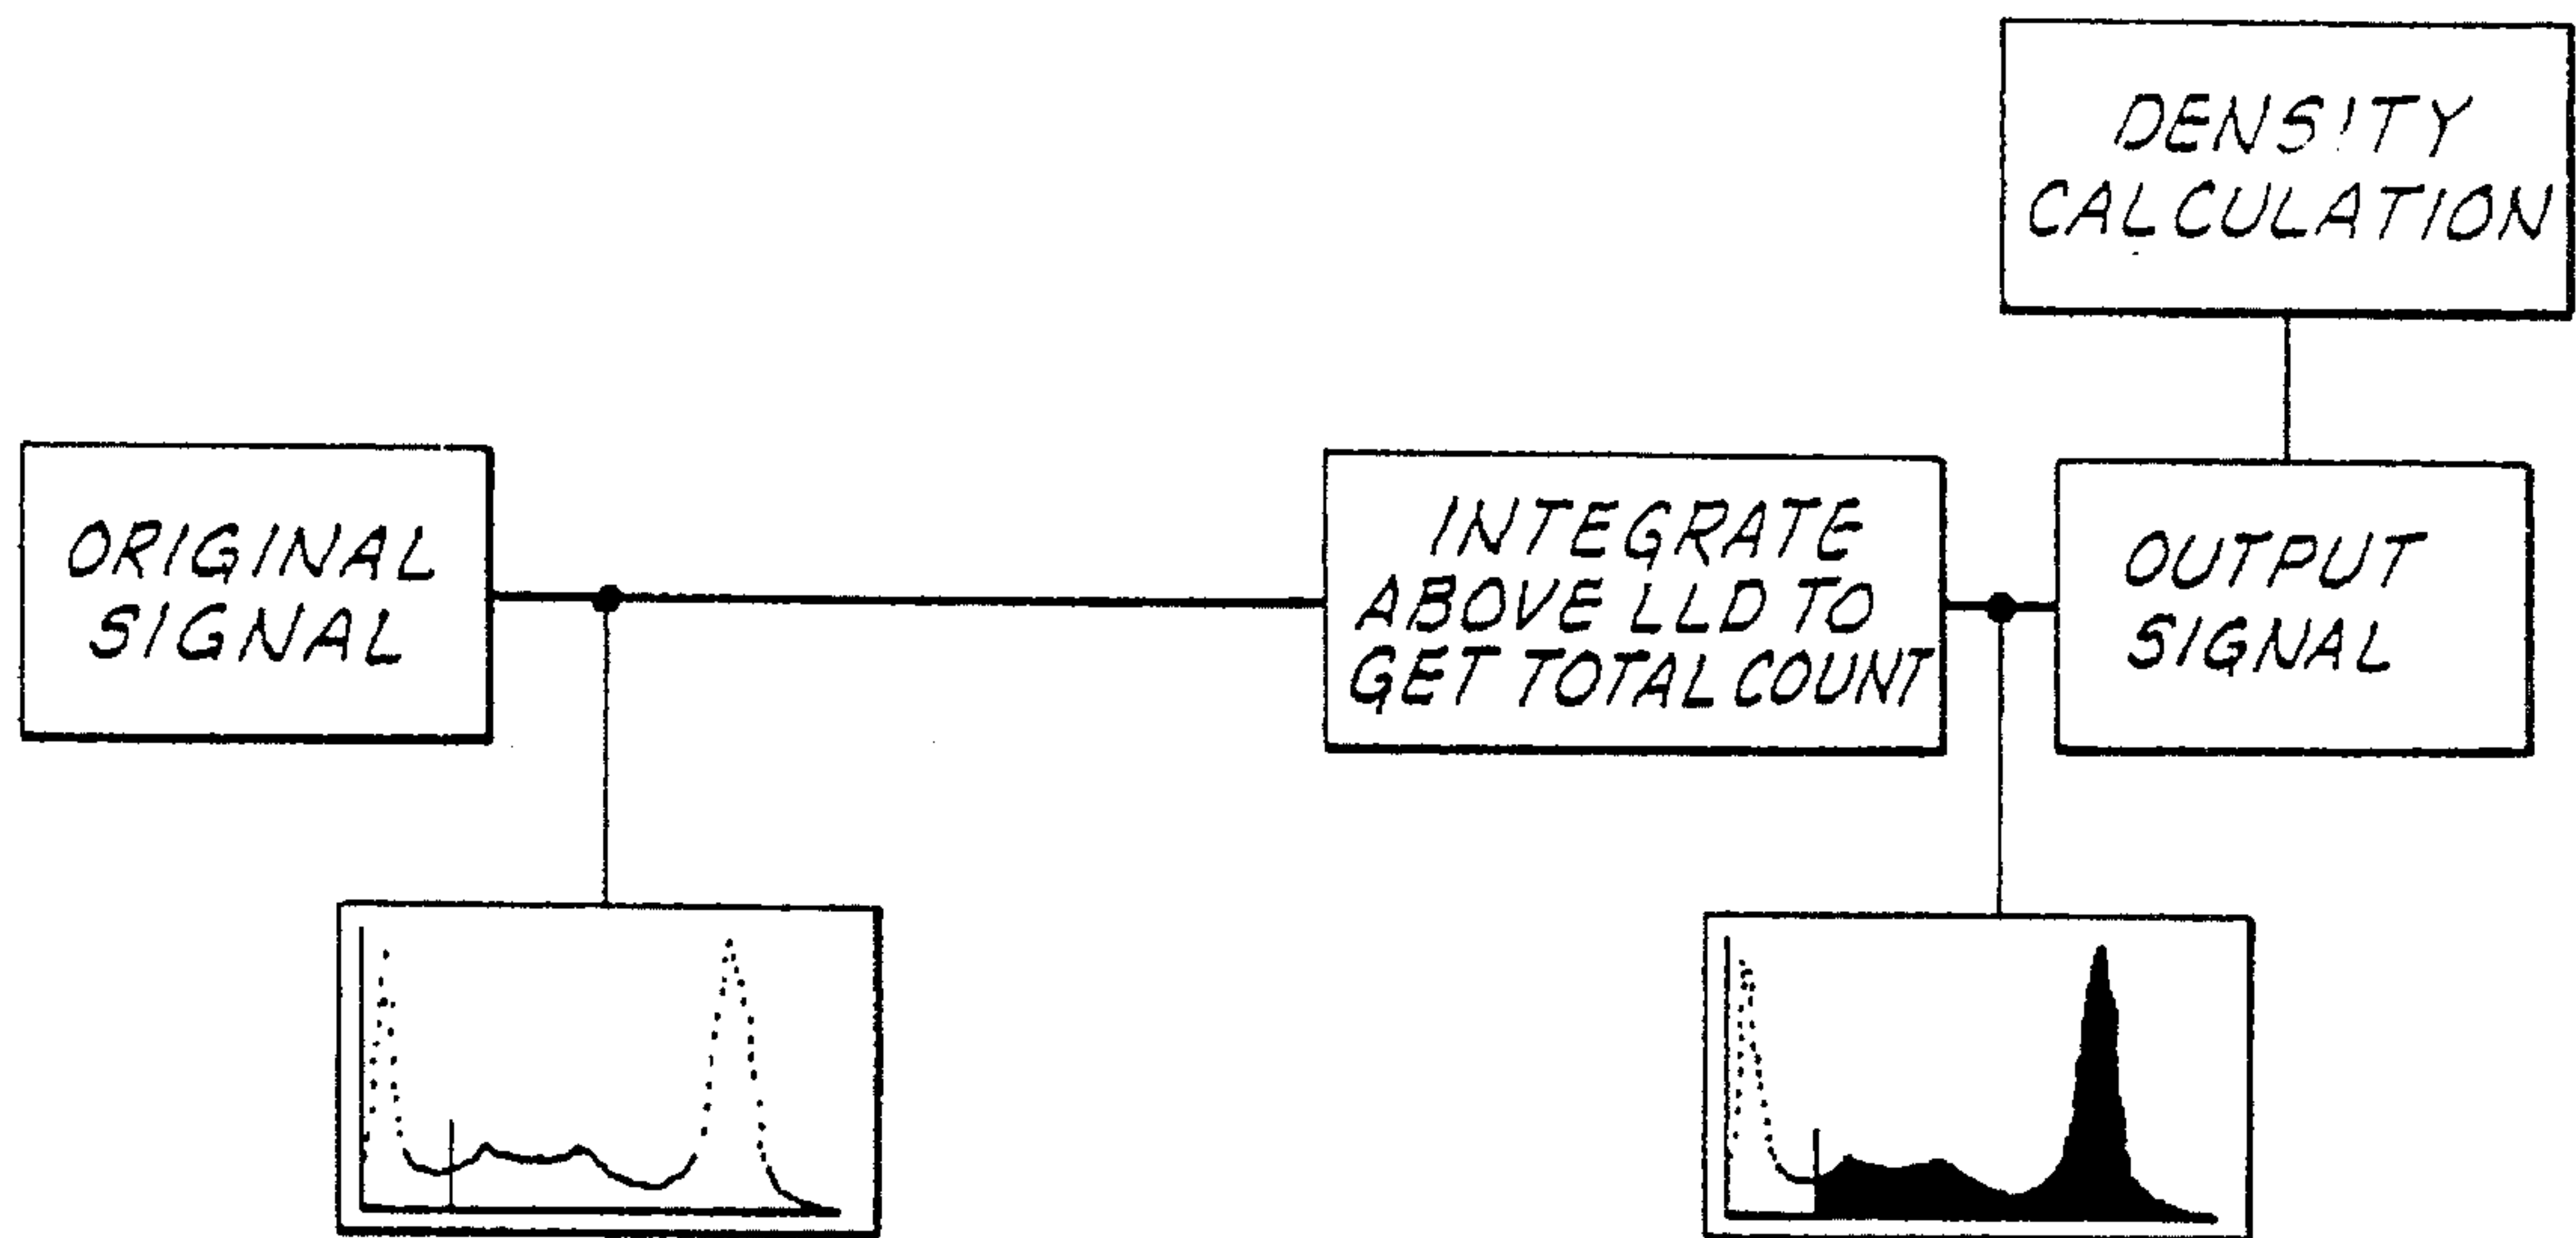 DENSITY
CALCULATION
ORIGINAL
SIGNAL
INTEGRATE
ABOVE LLD TO
GET TOTAL COUNT
OUTPUT
SIGNAL